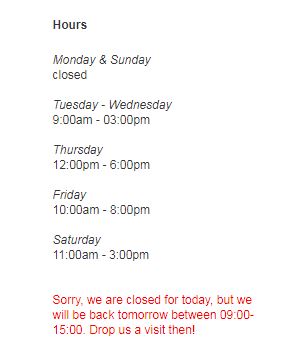 Hours
Monday & Sunday
closed
Tuesday - Wednesday
9:00am - 03:00pm
Thursday
12:00pm - 6:00pm
Friday
10:00am - 8:00pm
Saturday
11:00am - 3:00pm
Sorry, we are closed for today, but we
will be back tomorrow between 09:00-
15:00. Drop us a visit then!